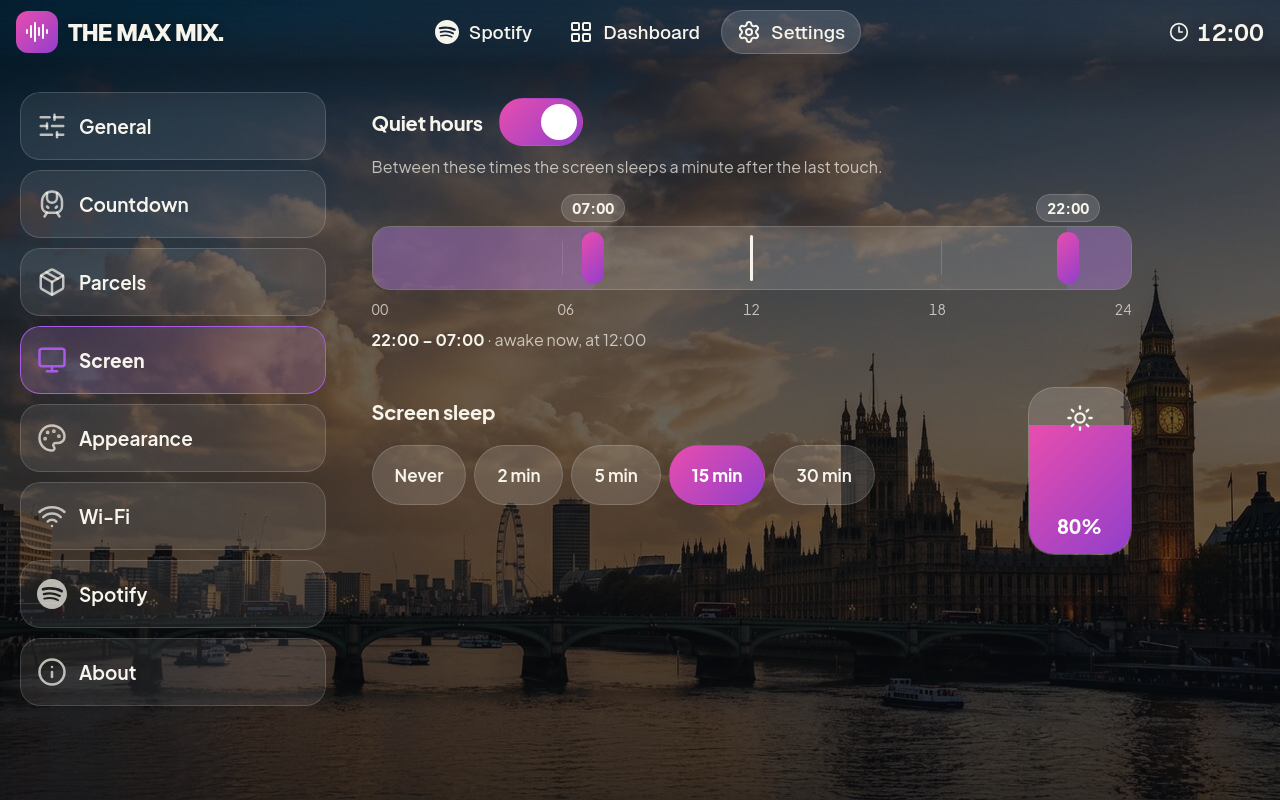 THE MAX MIX.
Spotify
Dashboard
Settings
12:00
General
Countdown
Parcels
Screen
Appearance
Wi-Fi
Spotify
About
Quiet hours
Between these times the screen sleeps a minute after the last touch.
07:00
22:00
00
06
12
18
24
22:00 – 07:00 · awake now, at 12:00
Screen sleep
Never
2 min
5 min
15 min
30 min
80%